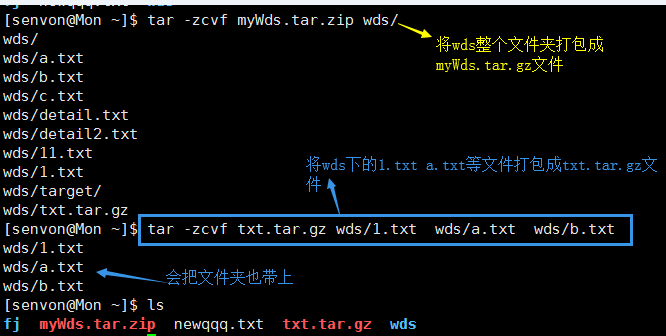 [senvon@Mon ~]$ tar -zcvf myWds.tar.zip wds/
将wds整个文件夹打包成
myWds.tar.gz文件
wds/
wds/a.txt
wds/b.txt
wds/c.txt
wds/detail.txt
wds/detail2.txt
wds/11.txt
wds/1.txt
wds/target/
wds/txt.tar.gz
将wds下的1.txt a.txt等文件打包成txt.tar.gz文
件
[senvon@Mon ~]$ tar -zcvf txt.tar.gz wds/1.txt  wds/a.txt  wds/b.txt
wds/1.txt
wds/a.txt
wds/b.txt
会把文件夹也带上
[senvon@Mon ~]$ ls
fj  myWds.tar.zip  newqqq.txt  txt.tar.gz  wds